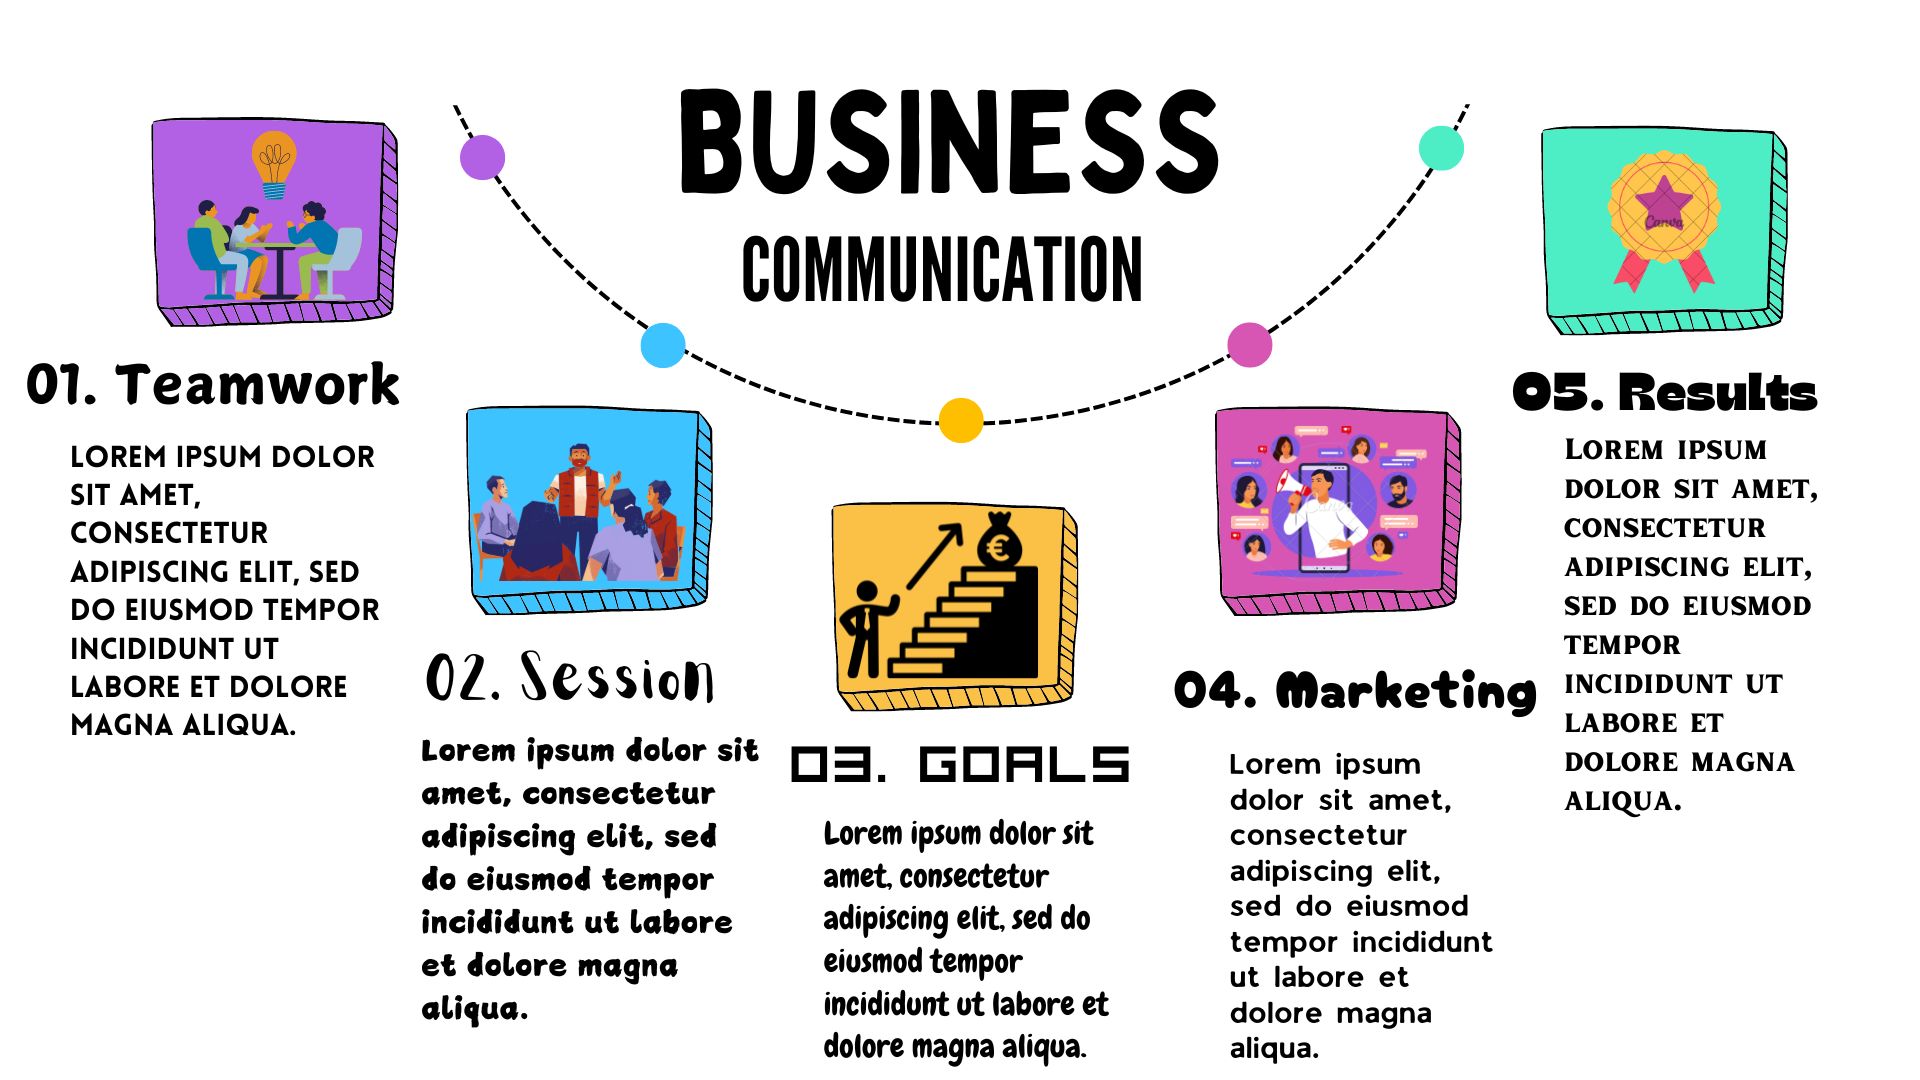 BUSINESS
COMMUNICATION
01. Teamwork
LOREM IPSUM DOLOR
SIT AMET,
CONSECTETUR
ADIPISCING ELIT, SED
DO EIUSMOD TEMPOR
INCIDIDUNT UT
LABORE ET DOLORE
MAGNA ALIQUA.
02. Session
Lorem ipsum dolor sit
amet, consectetur
adipiscing elit, sed
do eiusmod tempor
incididunt ut labore
et dolore magna
aliqua.
€
03. GOALS
Lorem ipsum dolor sit
amet, consectetur
adipiscing elit, sed do
eiusmod tempor
incididunt ut labore et
dolore magna aliqua.
Canva
04. Marketing
Lorem ipsum
dolor sit amet,
consectetur
adipiscing elit,
sed do eiusmod
tempor incididunt
ut labore et
dolore magna
aliqua.
Canva
05. Results
LOREM IPSUM
DOLOR SIT AMET,
CONSECTETUR
ADIPISCING ELIT,
SED DO EIUSMOD
TEMPOR
INCIDIDUNT UT
LABORE ET
DOLORE MAGNA
ALIQUA.